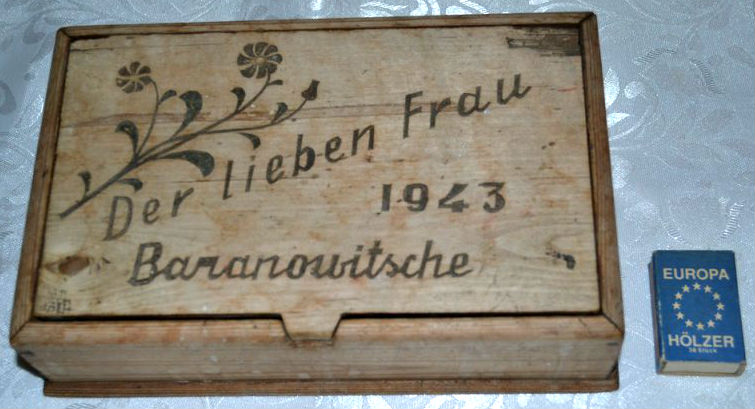 Der lieben Frau
1943
Baranowitsche
EUROPA
HÖLZER